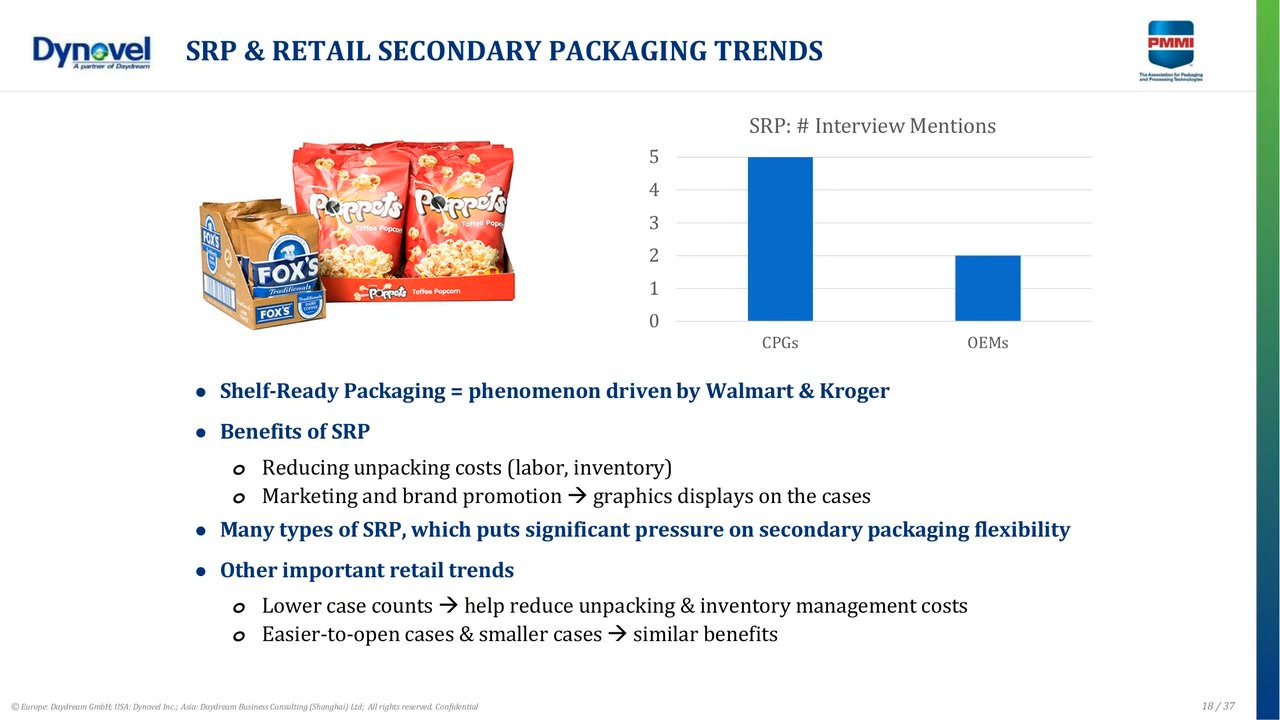 Dynovel
A partner of Daydream
SRP & RETAIL SECONDARY PACKAGING TRENDS
PMMI
The Association for Packaging
and Processing Technologies
Poppets
Toffee Popcorn
Poppets
Toffee Pope
FOX'S
FOX'S
Traditionals
FOX'S
Traditionals
Poppets Toffee Popcorn
SRP: # Interview Mentions
5
4
3
2
1
0
CPGs
OEMs
● Shelf-Ready Packaging = phenomenon driven by Walmart & Kroger
● Benefits of SRP
o Reducing unpacking costs (labor, inventory)
o Marketing and brand promotion → graphics displays on the cases
● Many types of SRP, which puts significant pressure on secondary packaging flexibility
● Other important retail trends
o Lower case counts → help reduce unpacking & inventory management costs
o Easier-to-open cases & smaller cases → similar benefits
© Europe: Daydream GmbH; USA: Dynovel Inc.; Asia: Daydream Business Consulting (Shanghai) Ltd; All rights reserved. Confidential
18 / 37